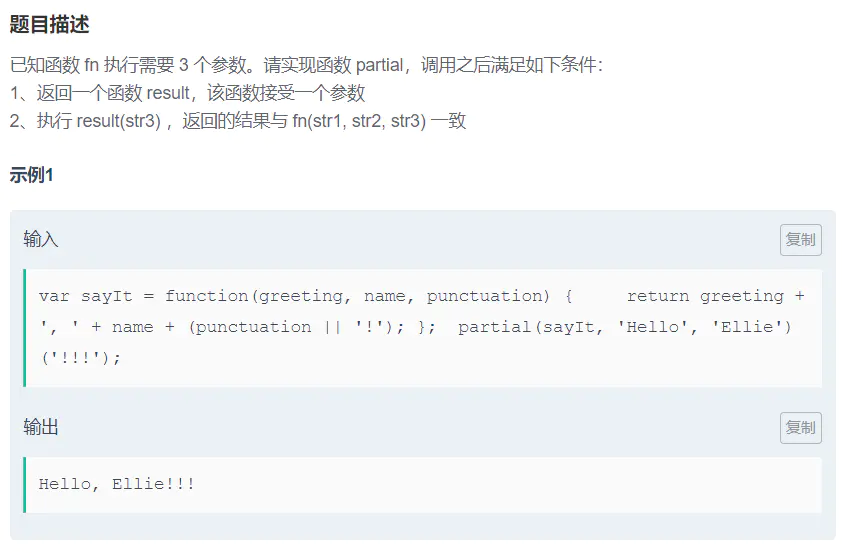 题目描述
已知函数 fn 执行需要 3 个参数。请实现函数 partial，调用之后满足如下条件：
1、返回一个函数 result，该函数接受一个参数
2、执行 result(str3) ，返回的结果与 fn(str1, str2, str3) 一致
示例1
输入
复制
var sayIt = function(greeting, name, punctuation) {     return greeting +
', ' + name + (punctuation || '!'); };  partial(sayIt, 'Hello', 'Ellie')
('!!!');
输出
复制
Hello, Ellie!!!